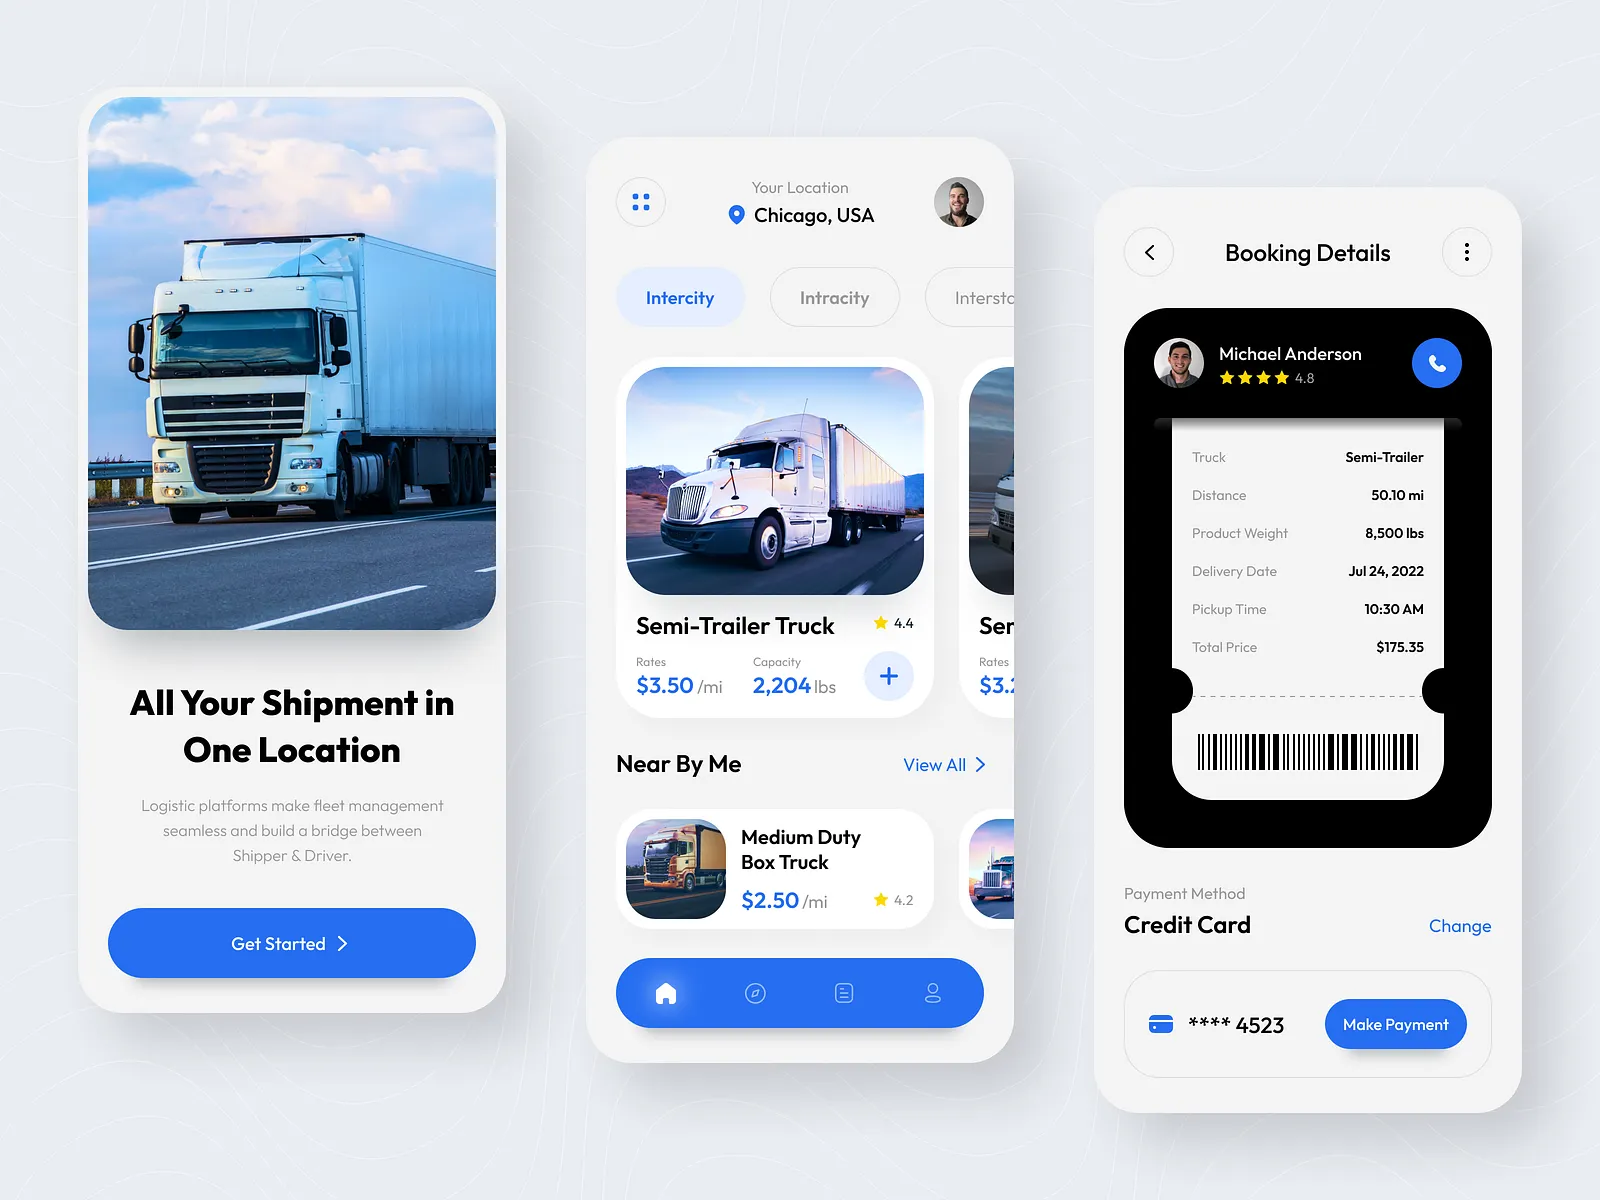 All Your Shipment in
One Location
Logistic platforms make fleet management
seamless and build a bridge between
Shipper & Driver.
Get Started
Your Location
Chicago, USA
Intercity
Intracity
Semi-Trailer Truck
4.4
Rates
Capacity
$3.50 /mi
2,204 lbs
Rates
Near By Me
View All
Medium Duty
Box Truck
$2.50 /mi
4.2
Booking Details
Michael Anderson
4.8
Truck Semi-Trailer
Distance 50.10 mi
Product Weight 8,500 lbs
Delivery Date Jul 24, 2022
Pickup Time 10:30 AM
Total Price $175.35
Payment Method
Credit Card
Change
**** 4523
Make Payment